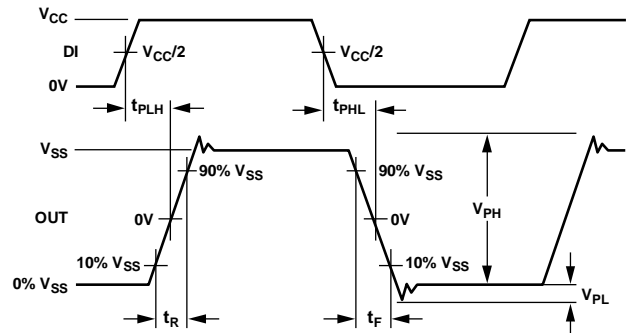 VCC
DI
VCC/2
VCC/2
0V
tPLH
tPHL
VSS
90% VSS
90% VSS
VPH
OUT
0V
0V
10% VSS
10% VSS
0% VSS
VPL
tR
tF